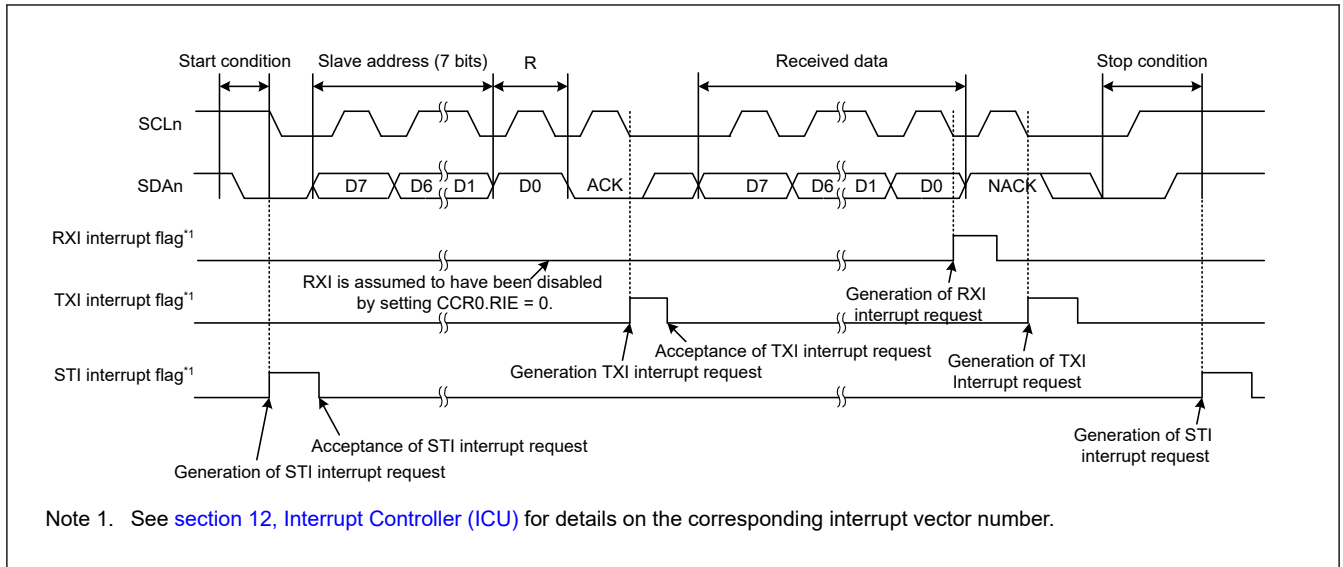 Start condition
Slave address (7 bits)
R
Received data
Stop condition
SCLn
SDAn
D7
D6
D1
D0
ACK
D7
D6
D1
D0
NACK
RXI interrupt flag*1
RXI is assumed to have been disabled
by setting CCR0.RIE = 0.
Generation of RXI
interrupt request
TXI interrupt flag*1
Acceptance of TXI interrupt request
Generation TXI interrupt request
Generation of TXI
Interrupt request
STI interrupt flag*1
Acceptance of STI interrupt request
Generation of STI interrupt request
Generation of STI
interrupt request
Note 1. See section 12, Interrupt Controller (ICU) for details on the corresponding interrupt vector number.